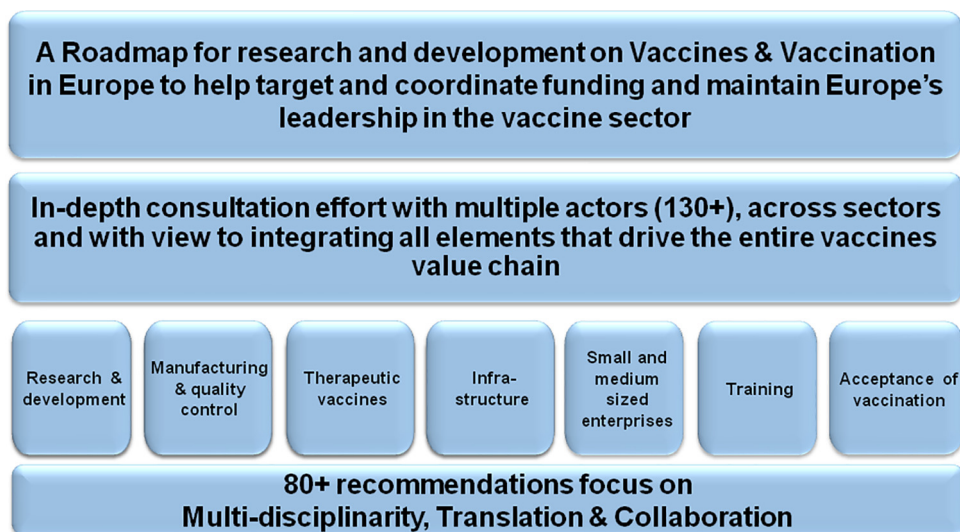 A Roadmap for research and development on Vaccines & Vaccination
in Europe to help target and coordinate funding and maintain Europe's
leadership in the vaccine sector
In-depth consultation effort with multiple actors (130+), across sectors
and with view to integrating all elements that drive the entire vaccines
value chain
Research &
development
Manufacturing
& quality
control
Therapeutic
vaccines
Infra-
structure
Small and
medium
sized
enterprises
Training
Acceptance of
vaccination
80+ recommendations focus on
Multi-disciplinarity, Translation & Collaboration